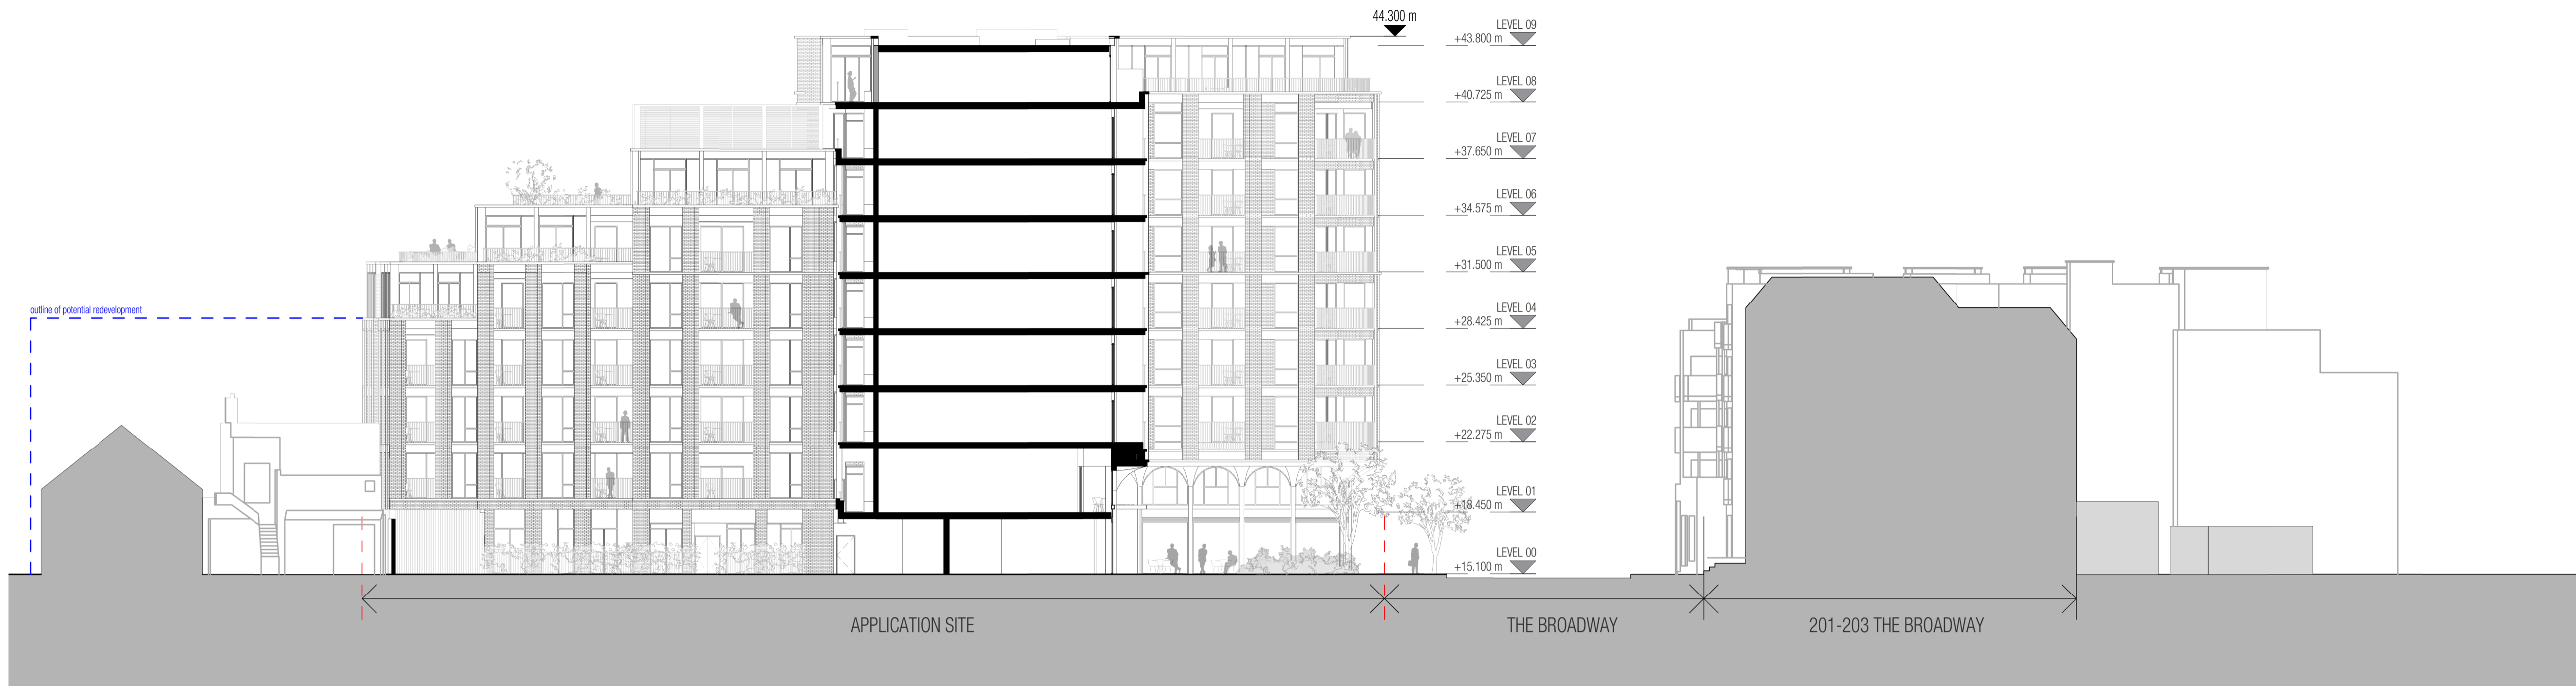 44.300 m
LEVEL 09
+43.800 m
LEVEL 08
+40.725 m
LEVEL 07
+37.650 m
LEVEL 06
+34.575 m
LEVEL 05
+31.500 m
outline of potential redevelopment
LEVEL 04
+28.425 m
LEVEL 03
+25.350 m
LEVEL 02
+22.275 m
LEVEL 01
+18.450 m
LEVEL 00
+15.100 m
APPLICATION SITE
THE BROADWAY
201-203 THE BROADWAY